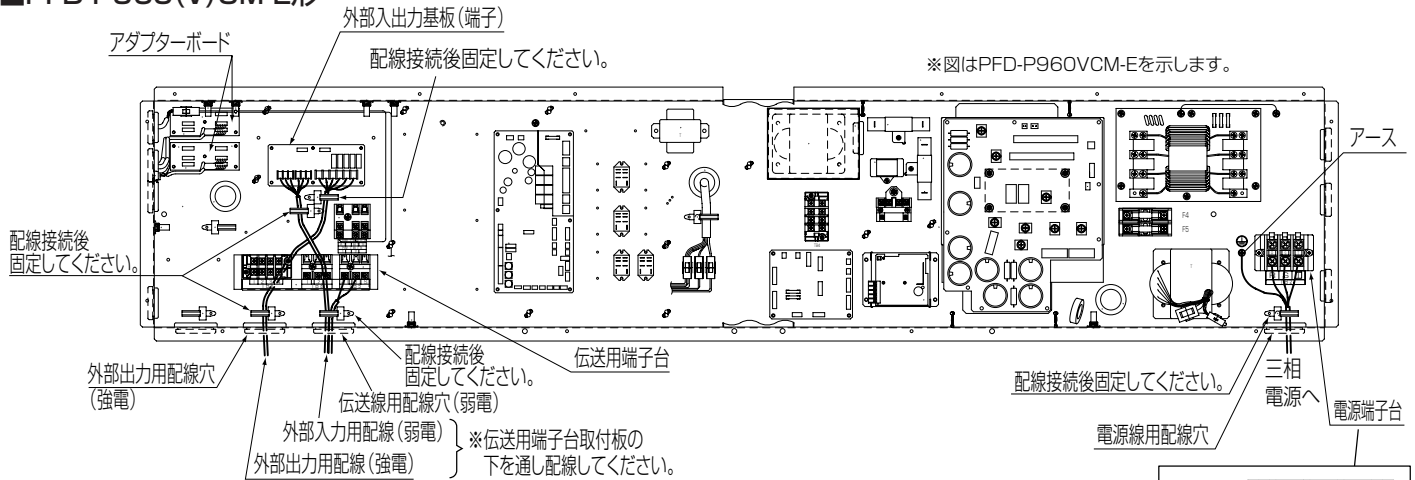 外部入出力基板(端子)
アダプターボード
配線接続後固定してください。
※図はPFD-P960VCM-Eを示します。
アース
配線接続後
固定してください。
F4
F5
外部出力用配線穴
(強電)
配線接続後
固定してください。
伝送用端子台
伝送線用配線穴(弱電)
外部入力用配線(弱電)
外部出力用配線(強電)
※伝送用端子台取付板の
下を通し配線してください。
配線接続後固定してください。
三相
電源へ
電源端子台
電源線用配線穴